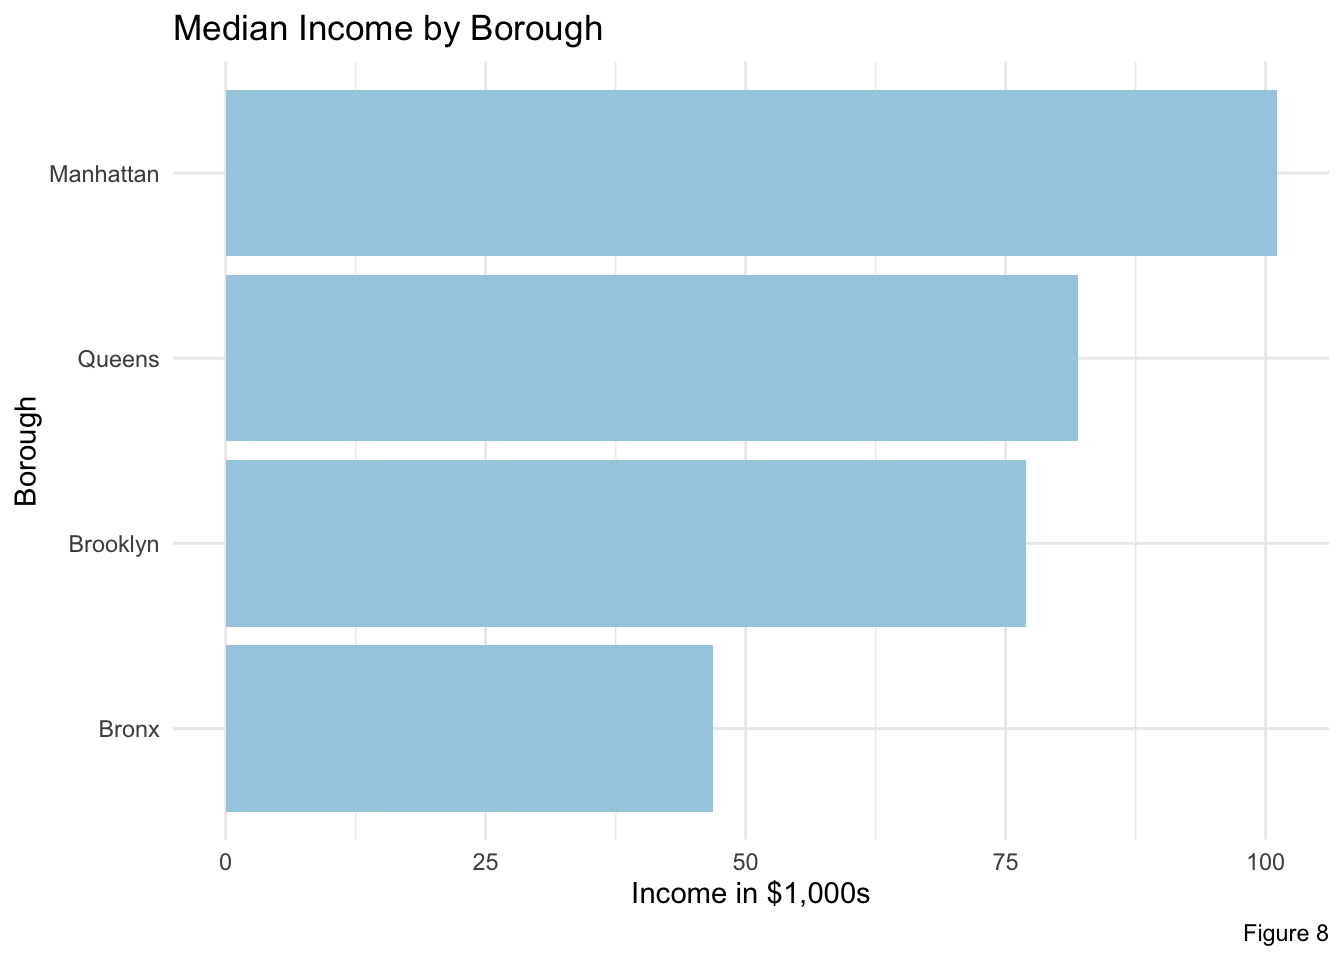 Median Income by Borough
Manhattan
Queens
Brooklyn
Bronx
Borough
0 25 50 75 100
Income in $1,000s
Figure 8